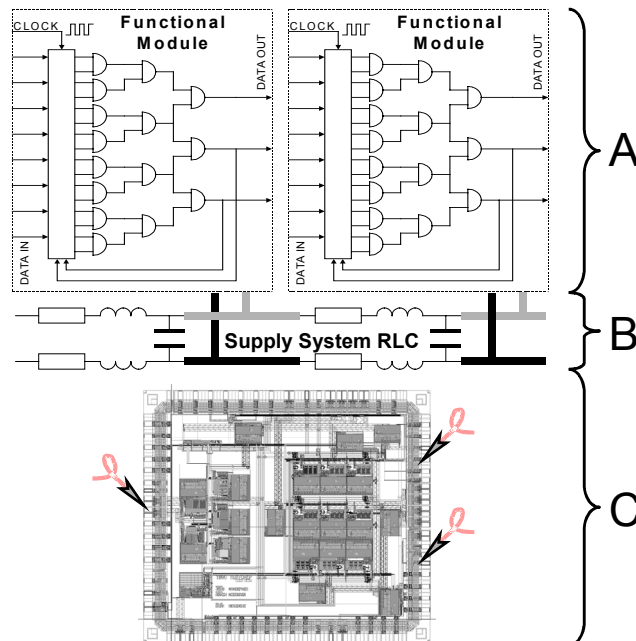 Functional
Module
CLOCK
DATA OUT
DATA IN
Functional
Module
CLOCK
DATA OUT
DATA IN
A
Supply System RLC
B
C